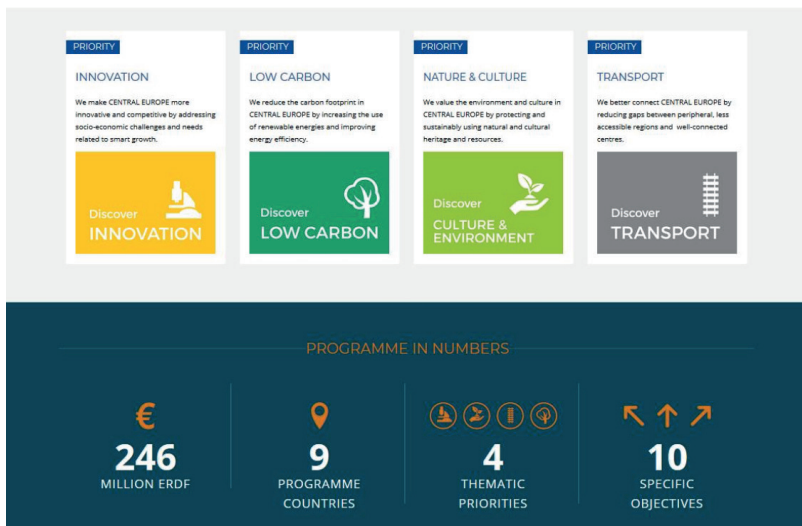 PRIORITY
INNOVATION
We make CENTRAL EUROPE more
innovative and competitive by addressing
socio-economic challenges and needs
related to smart growth.
Discover
INNOVATION
PRIORITY
LOW CARBON
We reduce the carbon footprint in
CENTRAL EUROPE by increasing the use
of renewable energies and improving
energy efficiency.
Discover
LOW CARBON
PRIORITY
NATURE & CULTURE
We value the environment and culture in
CENTRAL EUROPE by protecting and
sustainably using natural and cultural
heritage and resources.
Discover
CULTURE &
ENVIRONMENT
PRIORITY
TRANSPORT
We better connect CENTRAL EUROPE by
reducing gaps between peripheral, less
accessible regions and well-connected
centres.
Discover
TRANSPORT
PROGRAMME IN NUMBERS
€
246
MILLION ERDF
9
PROGRAMME
COUNTRIES
4
THEMATIC
PRIORITIES
10
SPECIFIC
OBJECTIVES